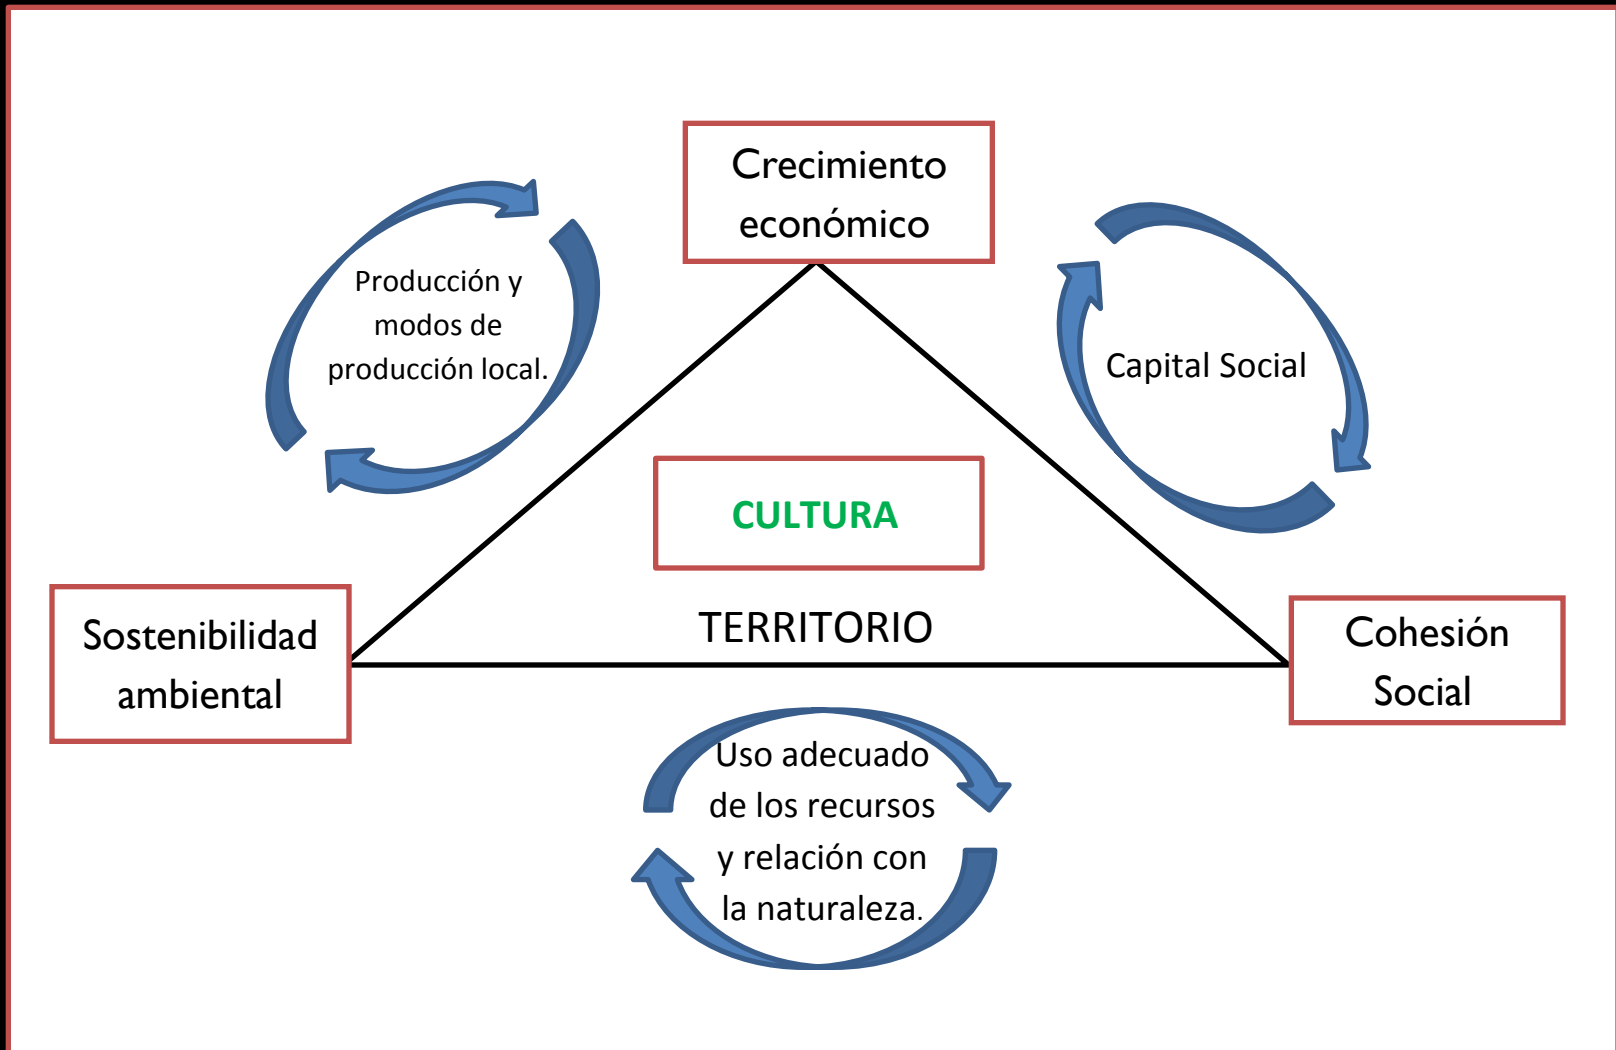 Crecimiento
económico
Producción y
modos de
producción local.
Capital Social
CULTURA
TERRITORIO
Sostenibilidad
ambiental
Cohesión
Social
Uso adecuado
de los recursos
y relación con
la naturaleza.